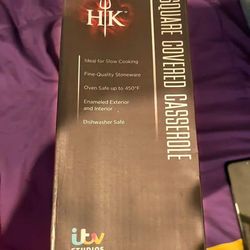 HK
SQUARE COVERED CASSEROLE
Ideal for Slow Cooking
Fine-Quality Stoneware
Oven Safe up to 450°F
Enameled Exterior
and Interior
Dishwasher Safe
itv
STUDIOS